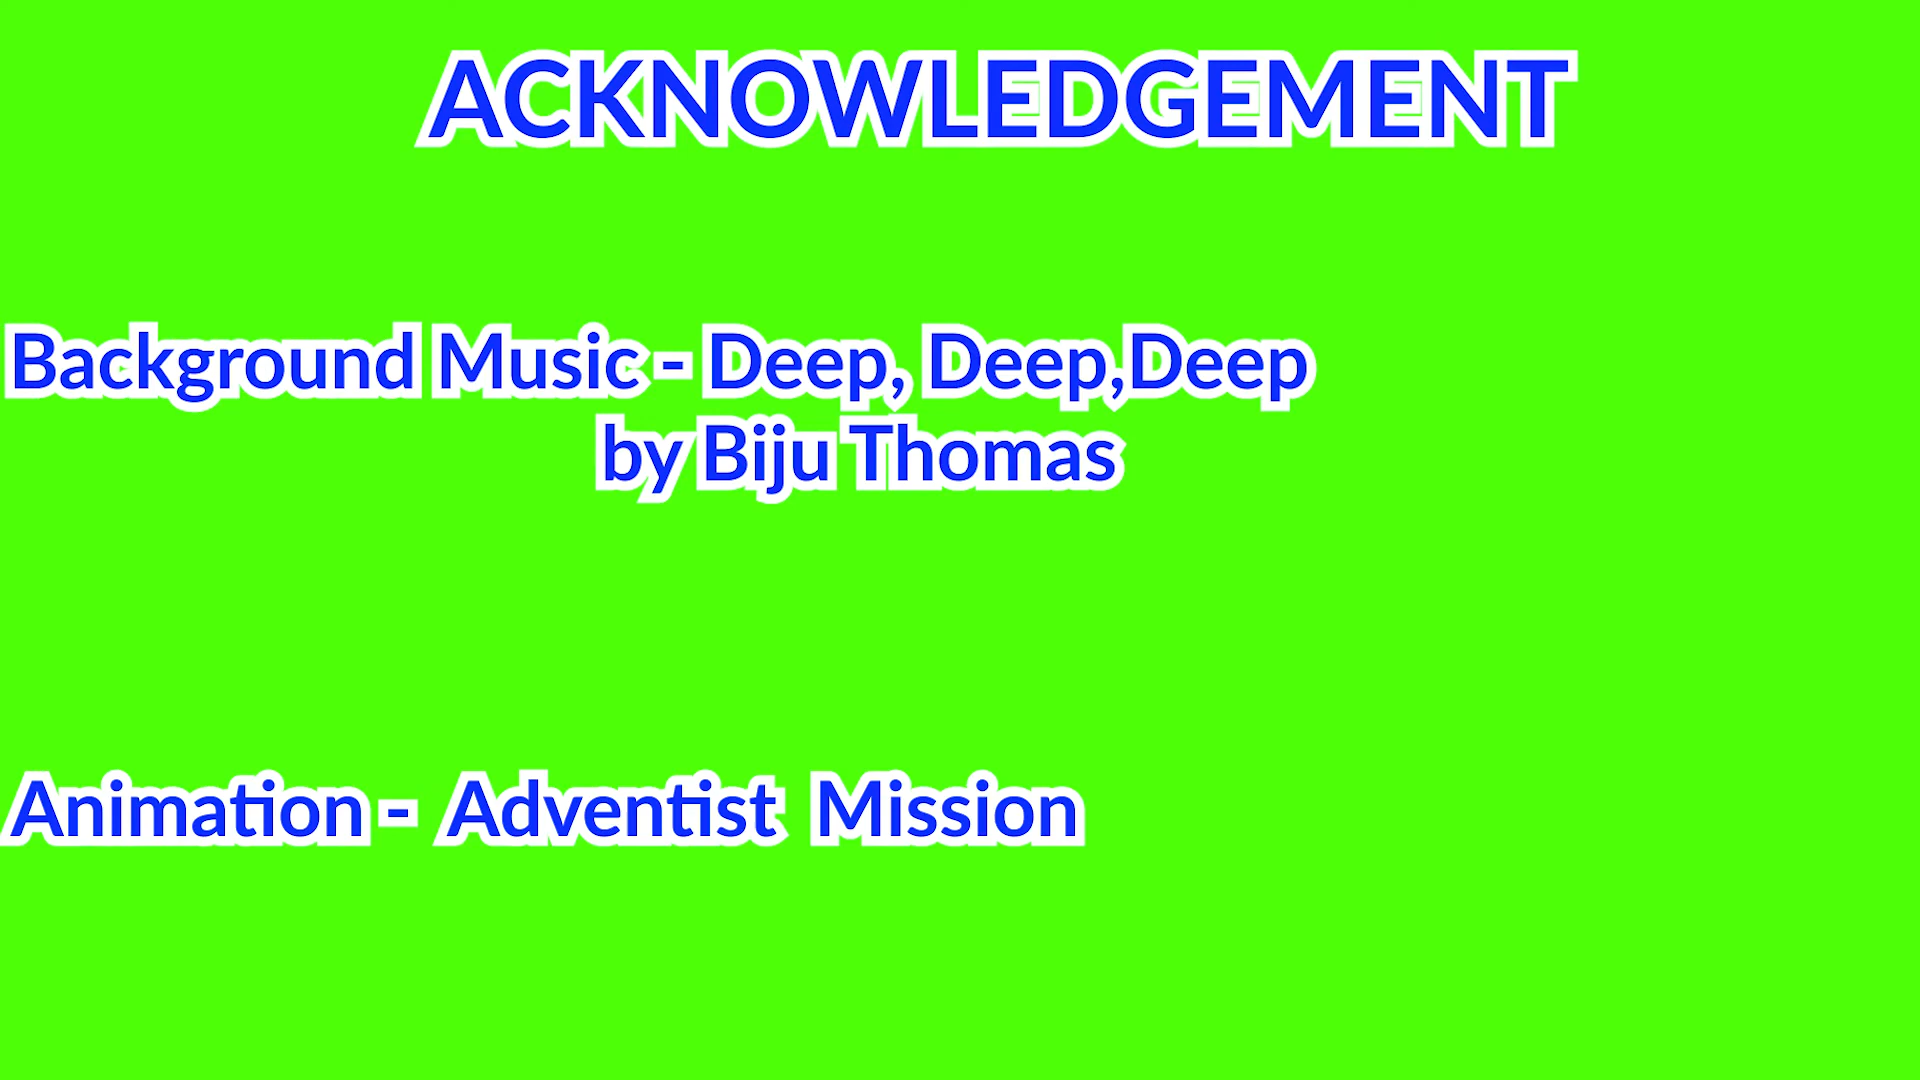 ACKNOWLEDGEMENT
Background Music - Deep, Deep,Deep
by Biju Thomas
Animation - Adventist Mission